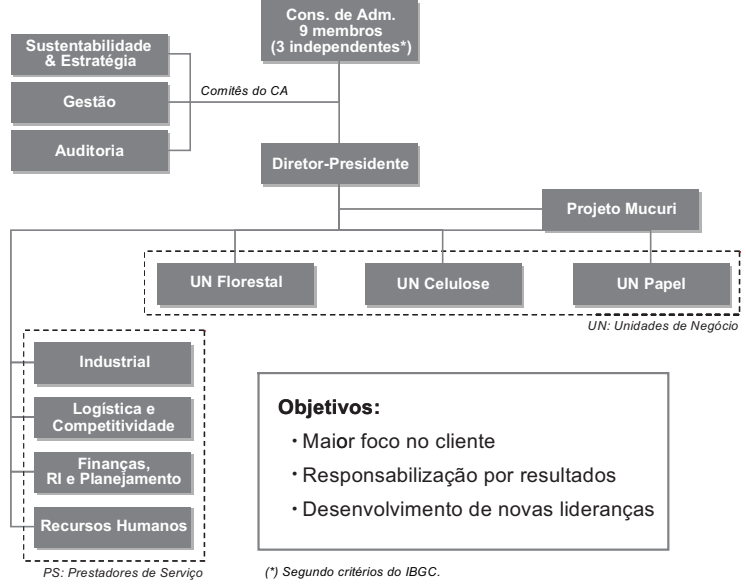 Cons. de Adm.
9 membros
(3 independentes*)
Sustentabilidade
& Estratégia
Comitês do CA
Gestão
Auditoria
Diretor-Presidente
Projeto Mucuri
UN Florestal
UN Celulose
UN Papel
UN: Unidades de Negócio
Industrial
Logística e
Competitividade
Finanças,
RI e Planejamento
Recursos Humanos
PS: Prestadores de Serviço
Objetivos:
· Maior foco no cliente
· Responsabilização por resultados
· Desenvolvimento de novas lideranças
(*) Segundo critérios do IBGC.